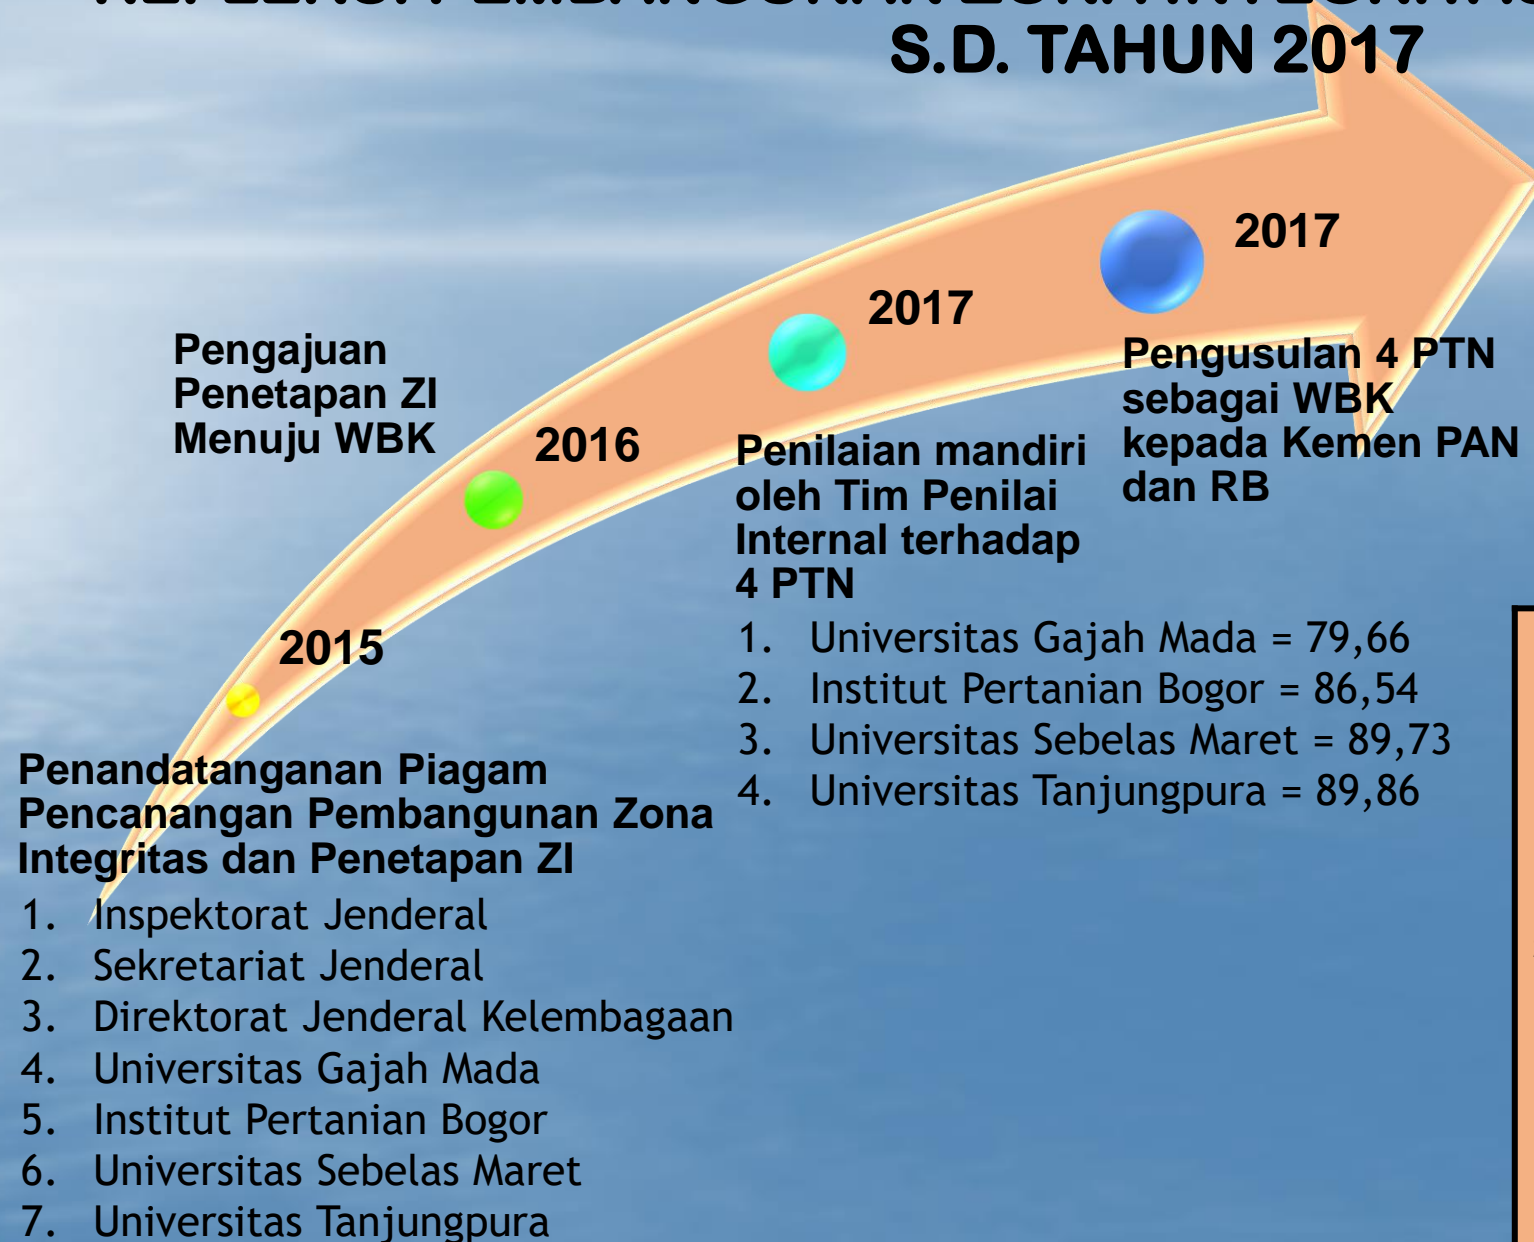 S.D. TAHUN 2017
2017
2017
Pengajuan
Penetapan ZI
Menuju WBK
Pengusulan 4 PTN
sebagai WBK
kepada Kemen PAN
dan RB
2016
Penilaian mandiri
oleh Tim Penilai
Internal terhadap
4 PTN
1. Universitas Gajah Mada = 79,66
2. Institut Pertanian Bogor = 86,54
3. Universitas Sebelas Maret = 89,73
4. Universitas Tanjungpura = 89,86
2015
Penandatanganan Piagam
Pencanangan Pembangunan Zona
Integritas dan Penetapan ZI
1. Inspektorat Jenderal
2. Sekretariat Jenderal
3. Direktorat Jenderal Kelembagaan
4. Universitas Gajah Mada
5. Institut Pertanian Bogor
6. Universitas Sebelas Maret
7. Universitas Tanjungpura